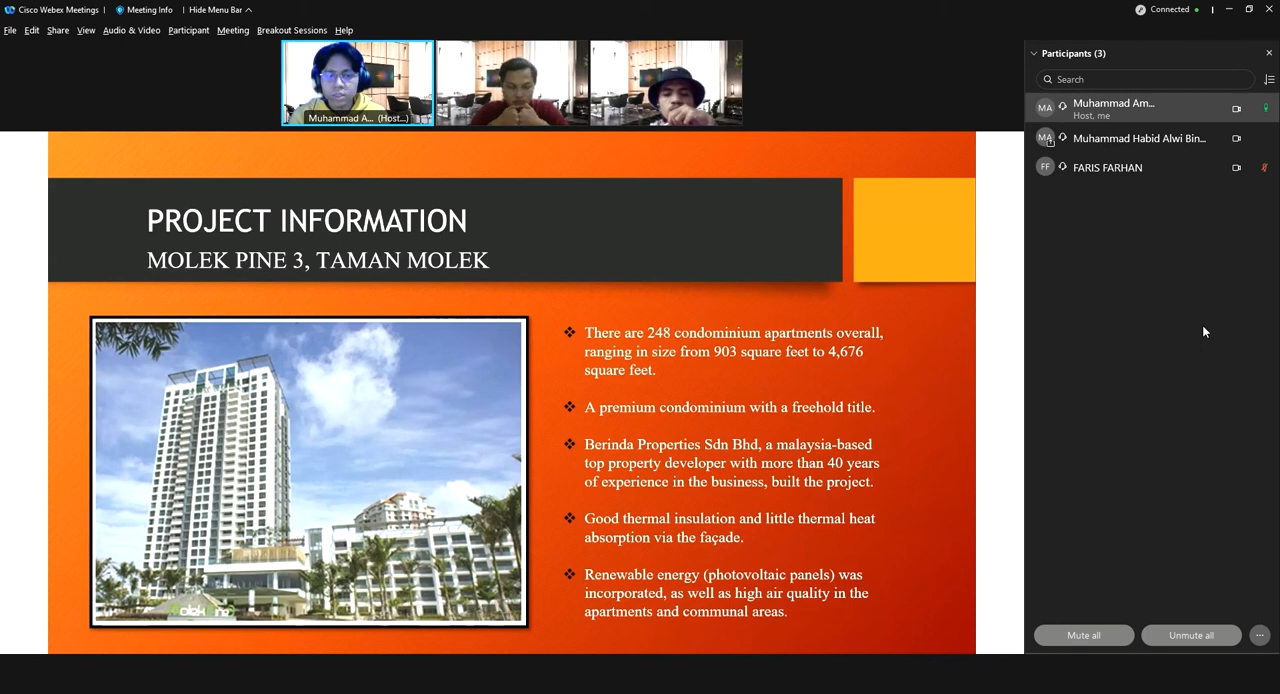 Cisco Webex Meetings
Meeting Info
Hide Menu Bar
Connected
File Edit Share View Audio & Video Participant Meeting Breakout Sessions Help
Muhammad A... (Host...)
Participants (3)
Search
MA
Muhammad Am...
Host, me
MA
Muhammad Habid Alwi Bin...
FF
FARIS FARHAN
PROJECT INFORMATION
MOLEK PINE 3, TAMAN MOLEK
There are 248 condominium apartments overall,
ranging in size from 903 square feet to 4,676
square feet.
A premium condominium with a freehold title.
Berinda Properties Sdn Bhd, a malaysia-based
top property developer with more than 40 years
of experience in the business, built the project.
Good thermal insulation and little thermal heat
absorption via the façade.
Renewable energy (photovoltaic panels) was
incorporated, as well as high air quality in the
apartments and communal areas.
Mute all
Unmute all